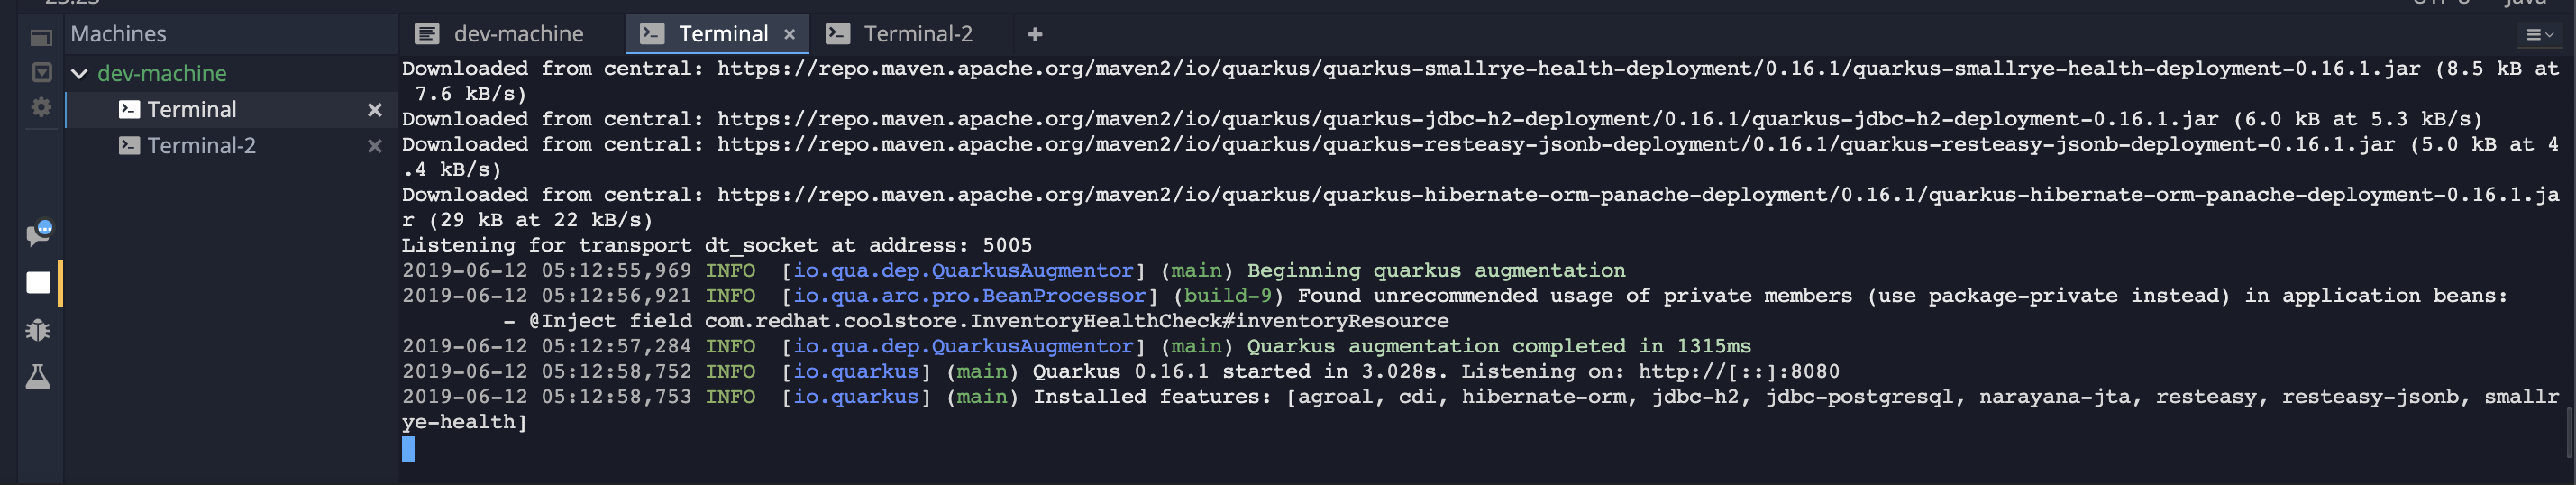 Machines
dev-machine
Terminal
Terminal-2
dev-machine
Terminal
Terminal-2
Downloaded from central: https://repo.maven.apache.org/maven2/io/quarkus/quarkus-smallrye-health-deployment/0.16.1/quarkus-smallrye-health-deployment-0.16.1.jar (8.5 kB at
7.6 kB/s)
Downloaded from central: https://repo.maven.apache.org/maven2/io/quarkus/quarkus-jdbc-h2-deployment/0.16.1/quarkus-jdbc-h2-deployment-0.16.1.jar (6.0 kB at 5.3 kB/s)
Downloaded from central: https://repo.maven.apache.org/maven2/io/quarkus/quarkus-resteasy-jsonb-deployment/0.16.1/quarkus-resteasy-jsonb-deployment-0.16.1.jar (5.0 kB at 4
.4 kB/s)
Downloaded from central: https://repo.maven.apache.org/maven2/io/quarkus/quarkus-hibernate-orm-panache-deployment/0.16.1/quarkus-hibernate-orm-panache-deployment-0.16.1.ja
r (29 kB at 22 kB/s)
Listening for transport dt_socket at address: 5005
2019-06-12 05:12:55,969 INFO  [io.qua.dep.QuarkusAugmentor] (main) Beginning quarkus augmentation
2019-06-12 05:12:56,921 INFO  [io.qua.arc.pro.BeanProcessor] (build-9) Found unrecommended usage of private members (use package-private instead) in application beans:
- @Inject field com.redhat.coolstore.InventoryHealthCheck#inventoryResource
2019-06-12 05:12:57,284 INFO  [io.qua.dep.QuarkusAugmentor] (main) Quarkus augmentation completed in 1315ms
2019-06-12 05:12:58,752 INFO  [io.quarkus] (main) Quarkus 0.16.1 started in 3.028s. Listening on: http://[::]:8080
2019-06-12 05:12:58,753 INFO  [io.quarkus] (main) Installed features: [agroal, cdi, hibernate-orm, jdbc-h2, jdbc-postgresql, narayana-jta, resteasy, resteasy-jsonb, smallr
ye-health]